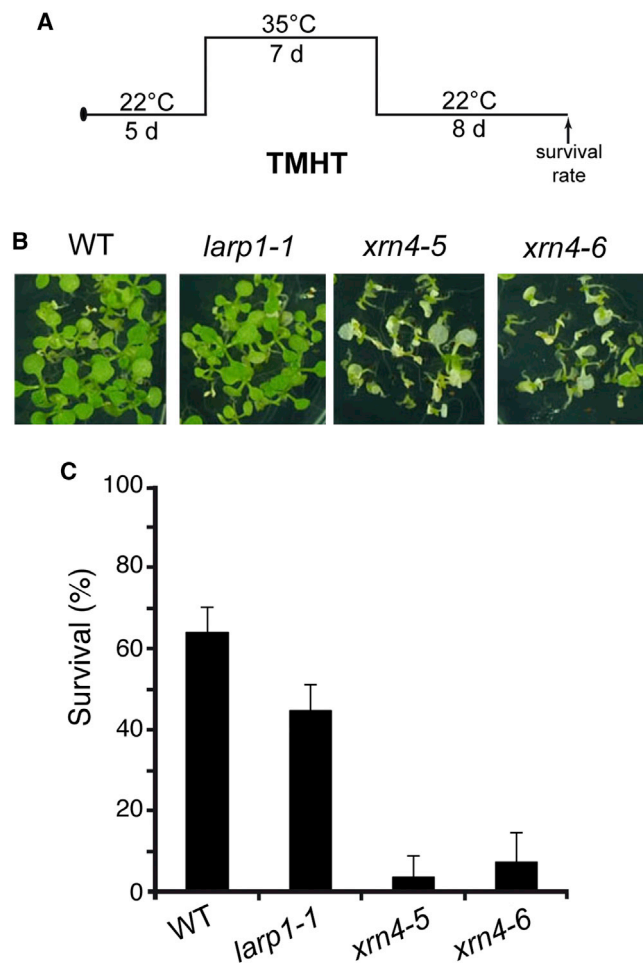 A
35°C
7 d
22°C
22°C
5 d
8 d
TMHT
survival
rate
B
WT
larp1-1
xrn4-5
xrn4-6
C
Survival (%)
100
80
60
40
20
0
WT
larp1-1
xrn4-5
xrn4-6